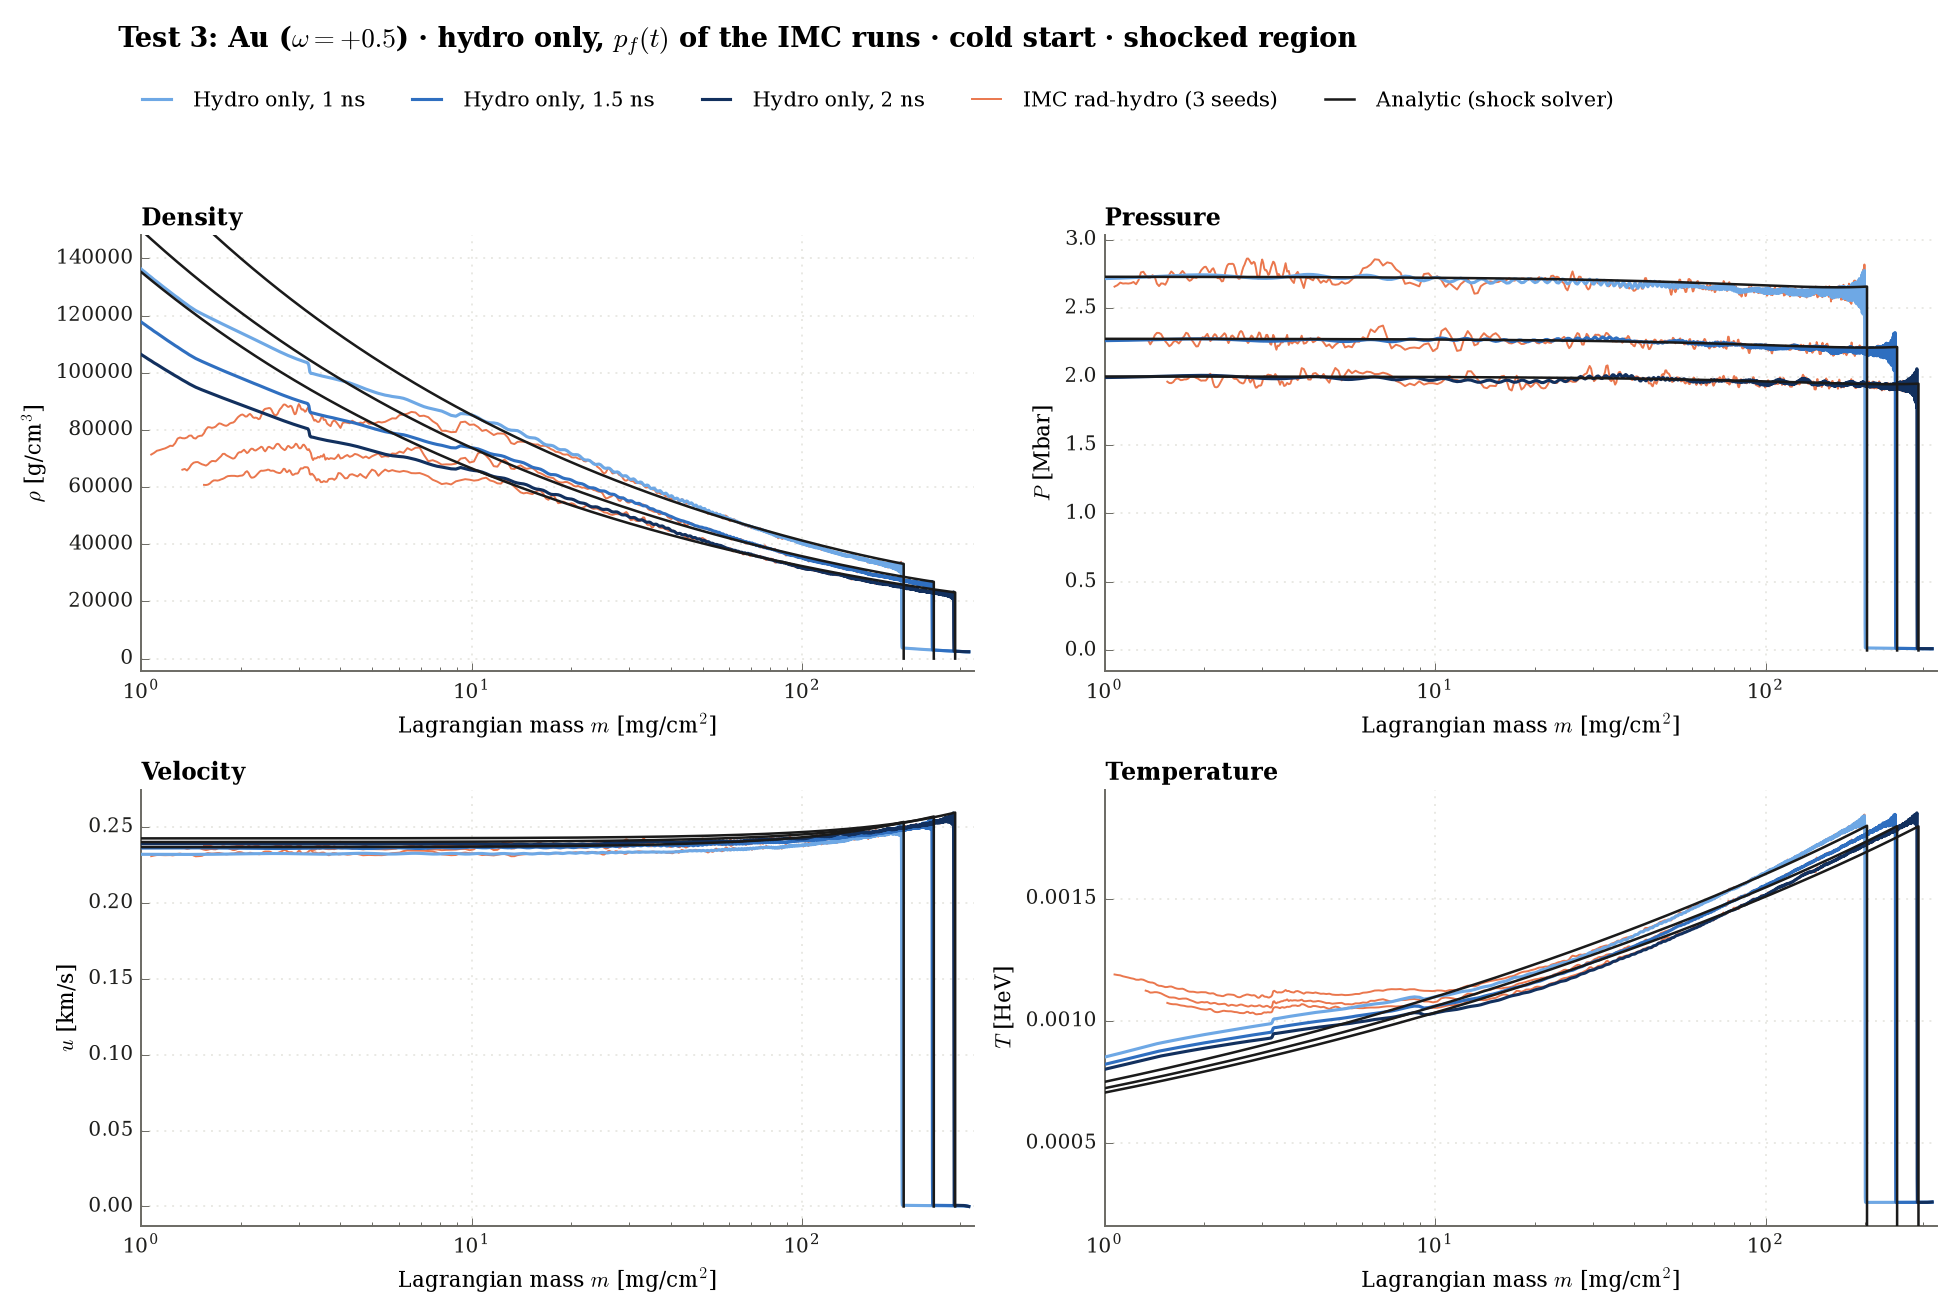 Test 3: Au (ω = +0.5) · hydro only, p_f(t) of the IMC runs · cold start · shocked region
Hydro only, 1 ns
Hydro only, 1.5 ns
Hydro only, 2 ns
IMC rad-hydro (3 seeds)
Analytic (shock solver)
Density
140000
120000
100000
80000
60000
40000
20000
0
ρ [g/cm³]
10⁰
10¹
10²
Lagrangian mass m [mg/cm²]
Pressure
3.0
2.5
2.0
1.5
1.0
0.5
0.0
P [Mbar]
10⁰
10¹
10²
Lagrangian mass m [mg/cm²]
Velocity
0.25
0.20
0.15
0.10
0.05
0.00
u [km/s]
10⁰
10¹
10²
Lagrangian mass m [mg/cm²]
Temperature
0.0015
0.0010
0.0005
T [HeV]
10⁰
10¹
10²
Lagrangian mass m [mg/cm²]